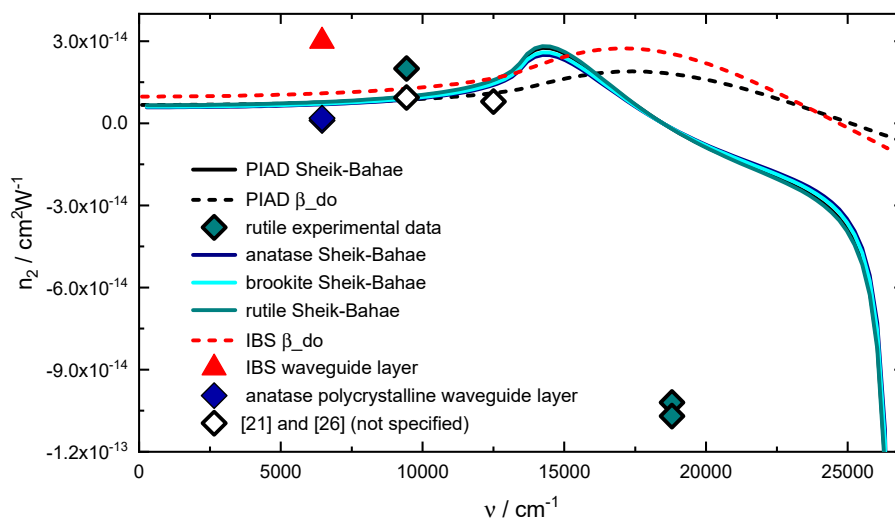 3.0x10⁻¹⁴
0.0
-3.0x10⁻¹⁴
-6.0x10⁻¹⁴
-9.0x10⁻¹⁴
-1.2x10⁻¹³
n₂ / cm²W⁻¹
PIAD Sheik-Bahae
PIAD β_do
rutile experimental data
anatase Sheik-Bahae
brookite Sheik-Bahae
rutile Sheik-Bahae
IBS β_do
IBS waveguide layer
anatase polycrystalline waveguide layer
[21] and [26] (not specified)
0 5000 10000 15000 20000 25000
ν / cm⁻¹